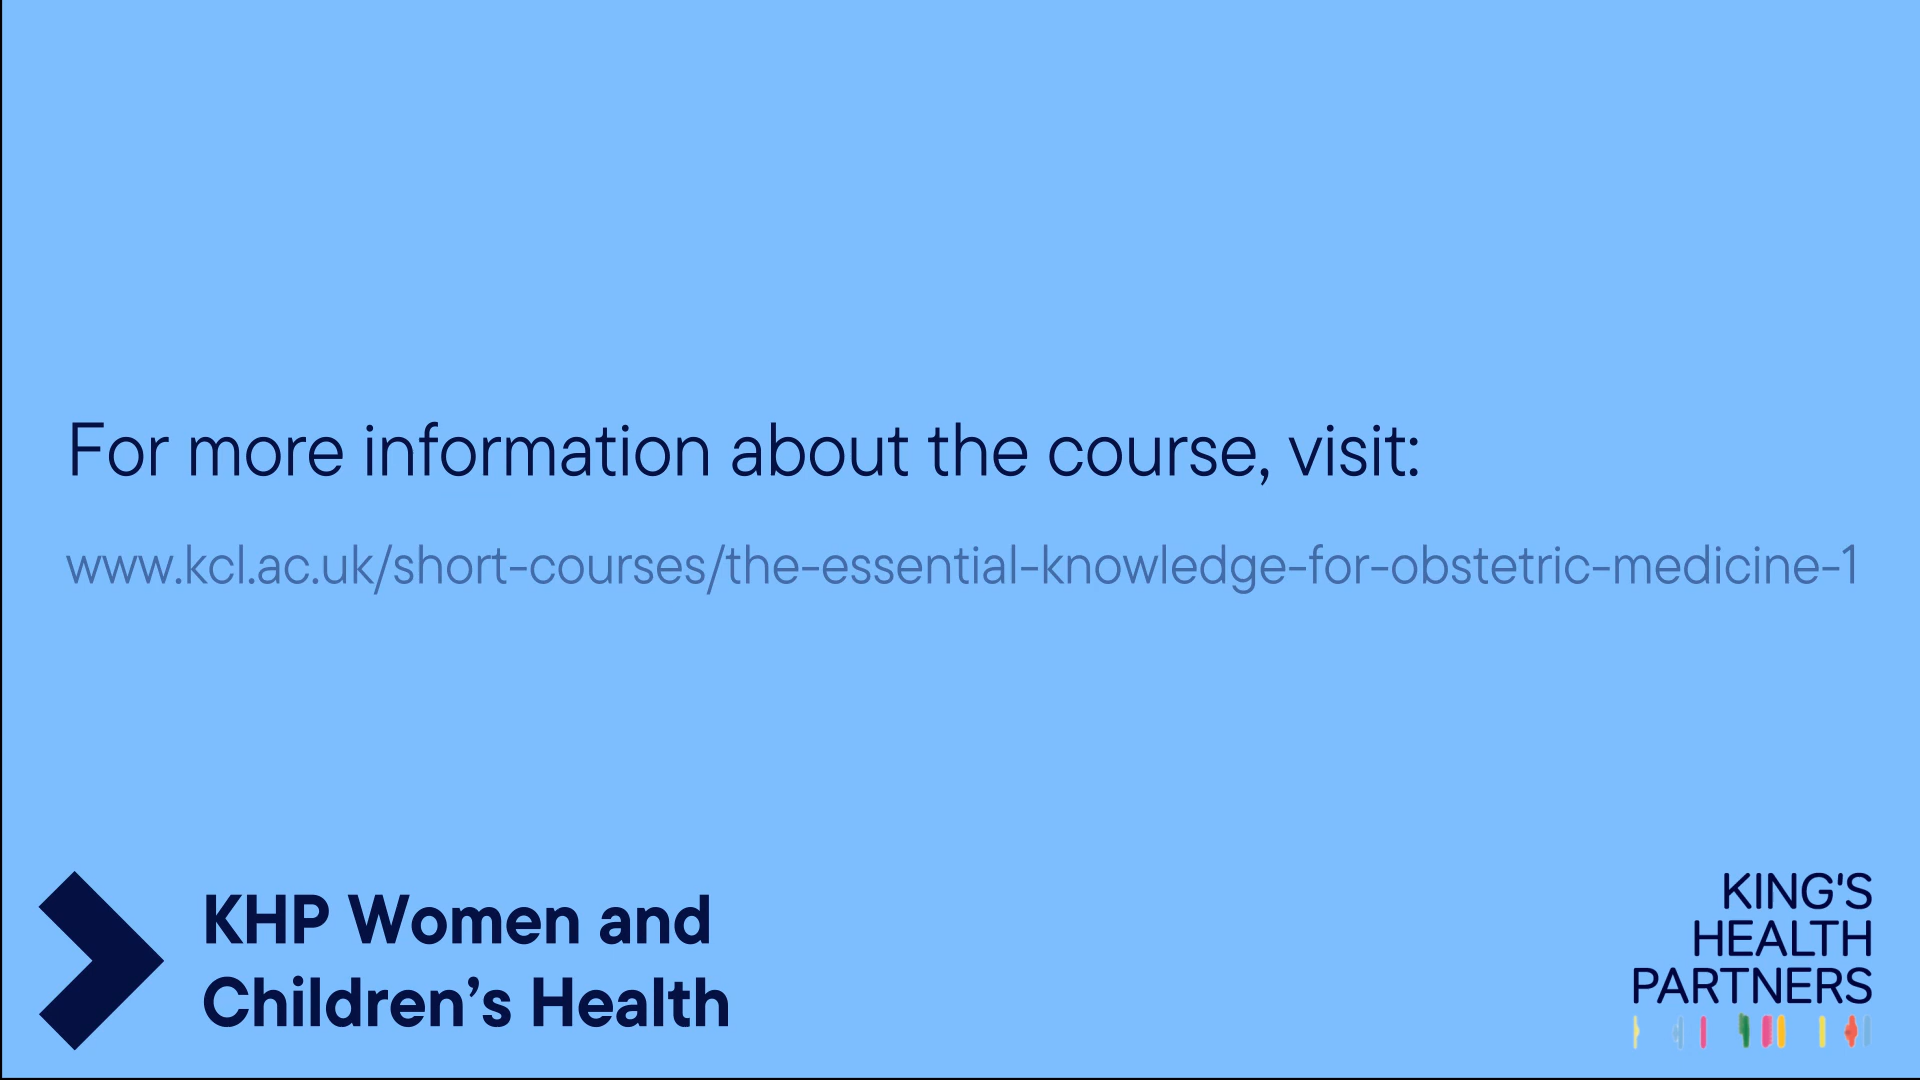 For more information about the course, visit:
www.kcl.ac.uk/short-courses/the-essential-knowledge-for-obstetric-medicine-1
KHP Women and
Children’s Health
KING'S
HEALTH
PARTNERS